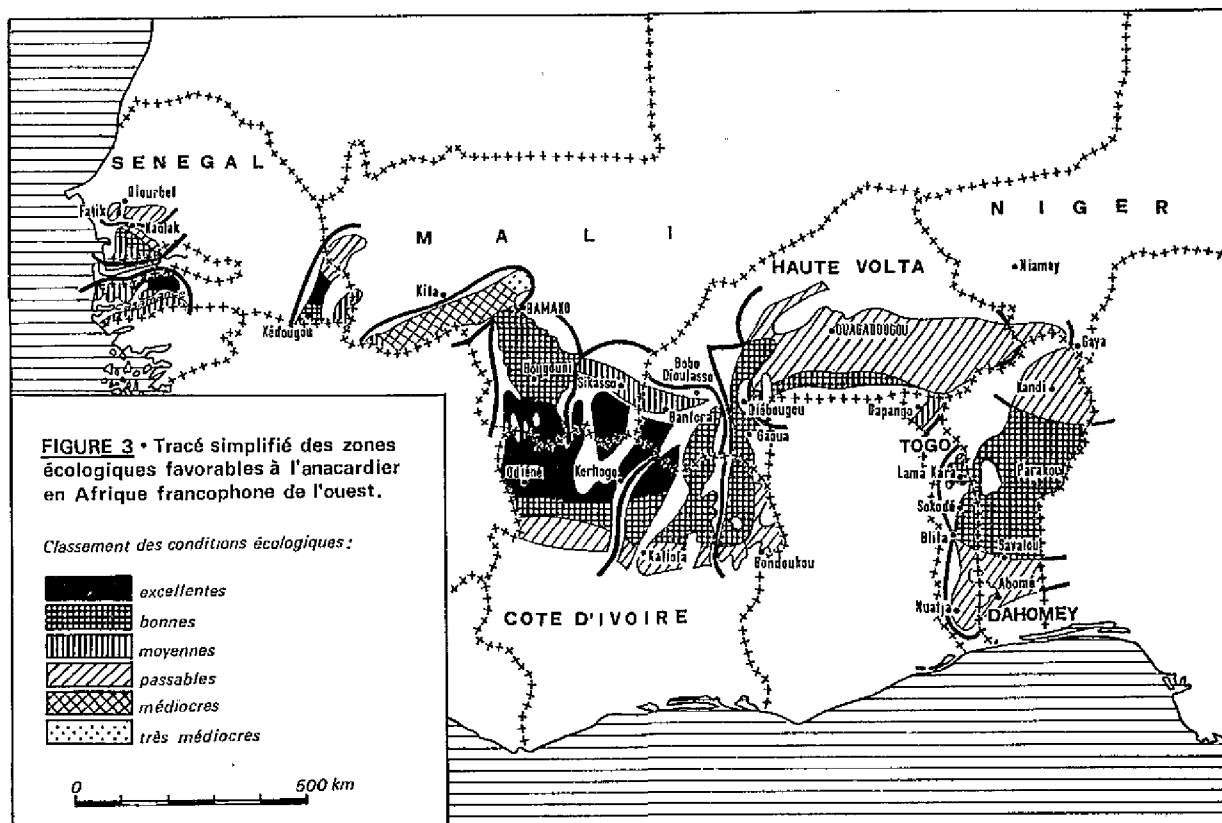 SENEGAL
Diourbel
Fatik
Kaolak
MALI
NIGER
Niamey
HAUTE VOLTA
Kita
BAMAKO
OUAGADOUGOU
Kédougou
Gaya
Bobo
Dioulasso
Bougouni
Sikasso
Kandi
Diébougou
Dapango
Banfora
Gaoua
TOGO
FIGURE 3 • Tracé simplifié des zones
écologiques favorables à l'anacardier
en Afrique francophone de l'ouest.
Odiéné
Korhogo
Lama Kara
Parakou
Sokodé
Blita
Savalou
Classement des conditions écologiques :
Katiola
Bondoukou
excellentes
Abomé
bonnes
COTE D'IVOIRE
Nuatja
DAHOMEY
moyennes
passables
médiocres
très médiocres
0 500 km